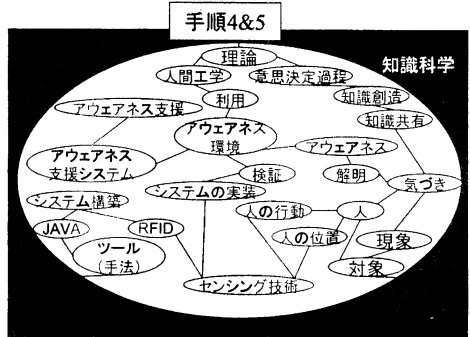 手順4&5
知識科学
理論
人間工学
意思決定過程
利用
知識創造
アウェアネス支援
知識共有
アウェアネス
環境
アウェアネス
アウェアネス
支援システム
検証
解明
気づき
システムの実装
システム構築
人の行動
人
JAVA
RFID
人の位置
現象
ツール
(手法)
対象
センシング技術